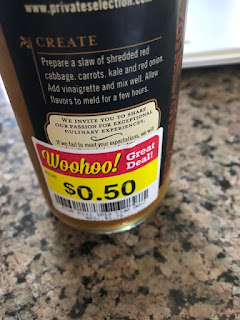 www.privateselection.com
CREATE
Prepare a slaw of shredded red
cabbage, carrots, kale and red onion.
Add vinaigrette and mix well. Allow
flavors to meld for a few hours.
WE INVITE YOU TO SHARE
OUR PASSION FOR EXCEPTIONAL
CULINARY EXPERIENCES.
If we fail to meet your expectations, we will
Woohoo! Great
Deal!
$0.50